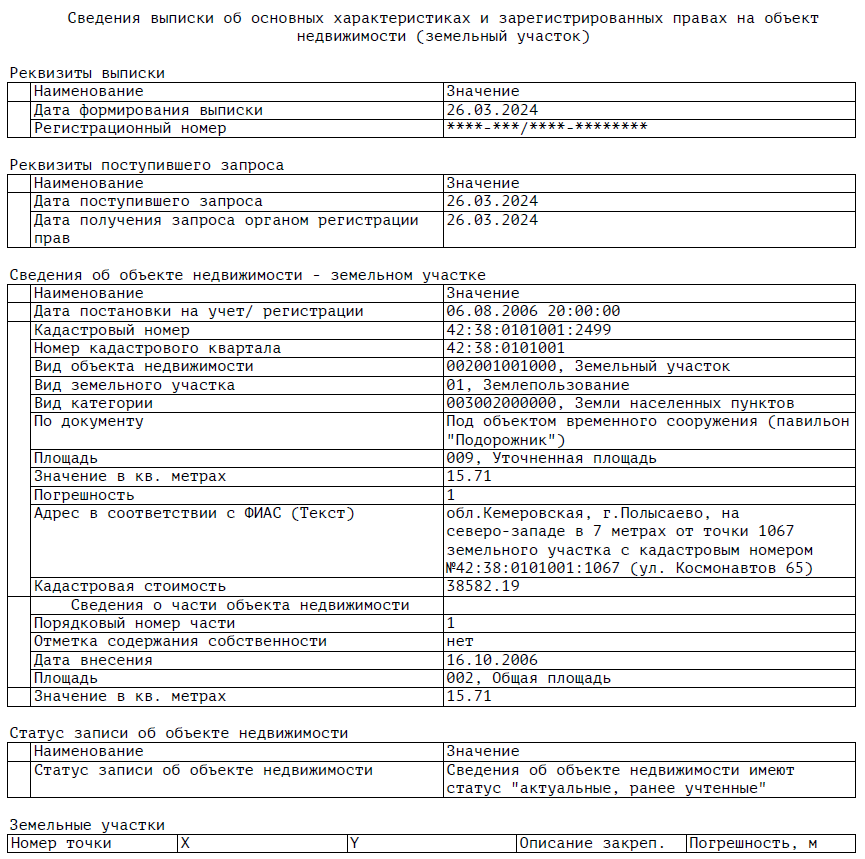 Сведения выписки об основных характеристиках и зарегистрированных правах на объект
недвижимости (земельный участок)
Реквизиты выписки
Наименование Значение
Дата формирования выписки 26.03.2024
Регистрационный номер ****-***/****-********
Реквизиты поступившего запроса
Наименование Значение
Дата поступившего запроса 26.03.2024
Дата получения запроса органом регистрации 26.03.2024
прав
Сведения об объекте недвижимости - земельном участке
Наименование Значение
Дата постановки на учет/ регистрации 06.08.2006 20:00:00
Кадастровый номер 42:38:0101001:2499
Номер кадастрового квартала 42:38:0101001
Вид объекта недвижимости 002001001000, Земельный участок
Вид земельного участка 01, Землепользование
Вид категории 003002000000, Земли населенных пунктов
По документу Под объектом временного сооружения (павильон
"Подорожник")
Площадь 009, Уточненная площадь
Значение в кв. метрах 15.71
Погрешность 1
Адрес в соответствии с ФИАС (Текст) обл.Кемеровская, г.Полысаево, на
северо-западе в 7 метрах от точки 1067
земельного участка с кадастровым номером
№42:38:0101001:1067 (ул. Космонавтов 65)
Кадастровая стоимость 38582.19
Сведения о части объекта недвижимости
Порядковый номер части 1
Отметка содержания собственности нет
Дата внесения 16.10.2006
Площадь 002, Общая площадь
Значение в кв. метрах 15.71
Статус записи об объекте недвижимости
Наименование Значение
Статус записи об объекте недвижимости Сведения об объекте недвижимости имеют
статус "актуальные, ранее учтенные"
Земельные участки
Номер точки X Y Описание закреп. Погрешность, м